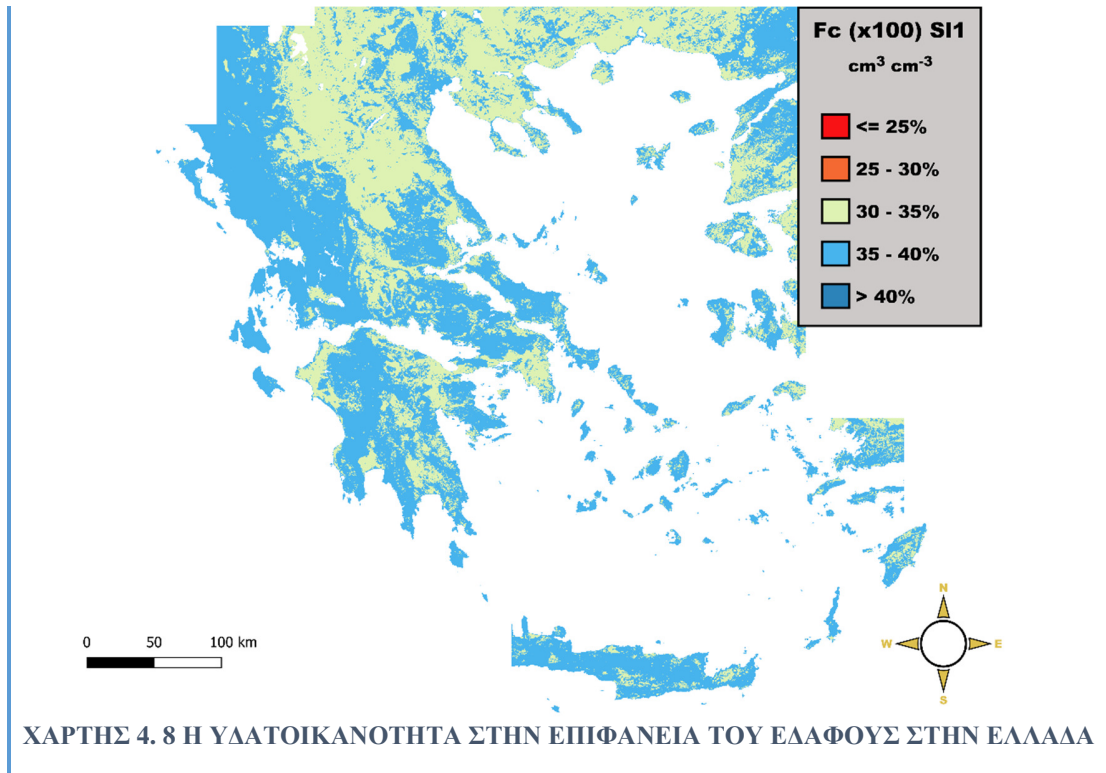 Fc (x100) Sl1
cm³ cm⁻³
<= 25%
25 - 30%
30 - 35%
35 - 40%
> 40%
N
W E
S
0 50 100 km
ΧΑΡΤΗΣ 4. 8 Η ΥΔΑΤΟΙΚΑΝΟΤΗΤΑ ΣΤΗΝ ΕΠΙΦΑΝΕΙΑ ΤΟΥ ΕΔΑΦΟΥΣ ΣΤΗΝ ΕΛΛΑΔΑ